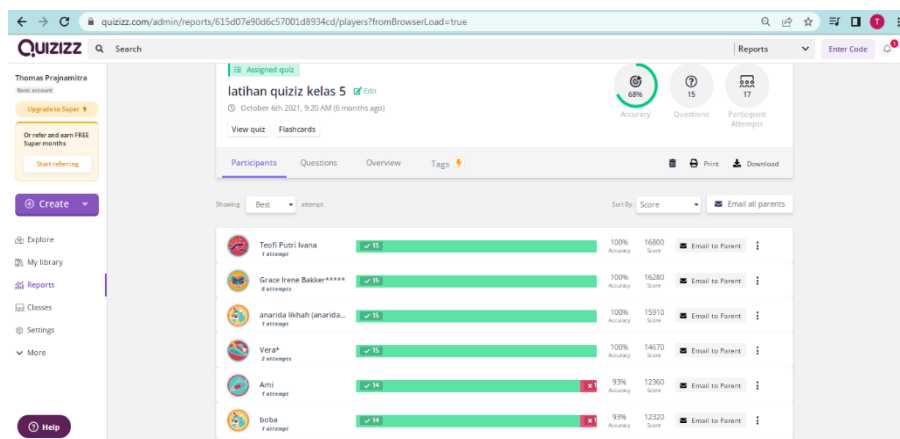 quizizz.com/admin/reports/615d07e90d6c57001d8934cd/players?fromBrowserLoad=true
T
QUIZIZZ
Search
Reports
Enter Code
Thomas Prajnamitra
Basic account
Upgrade to Super
Or refer and earn FREE
Super months
Start referring
Create
Explore
My library
Reports
Classes
Settings
More
Help
Assigned quiz
latihan quiziz kelas 5 Edit
October 6th 2021, 9:20 AM (6 months ago)
View quiz Flashcards
68%
Accuracy
15
Questions
17
Participant
Attempts
Participants Questions Overview Tags Print Download
Showing Best attempt Sort By: Score Email all parents
Teofi Putri Ivana
1 attempt
15
100%
Accuracy
16800
Score
Email to Parent
Grace Irene Bakker*****
6 attempts
15
100%
Accuracy
16280
Score
Email to Parent
anarida likhah (anarida...
1 attempt
15
100%
Accuracy
15910
Score
Email to Parent
Vera*
2 attempts
15
100%
Accuracy
14670
Score
Email to Parent
Ami
1 attempt
14
1
93%
Accuracy
12360
Score
Email to Parent
boba
1 attempt
14
1
93%
Accuracy
12320
Score
Email to Parent